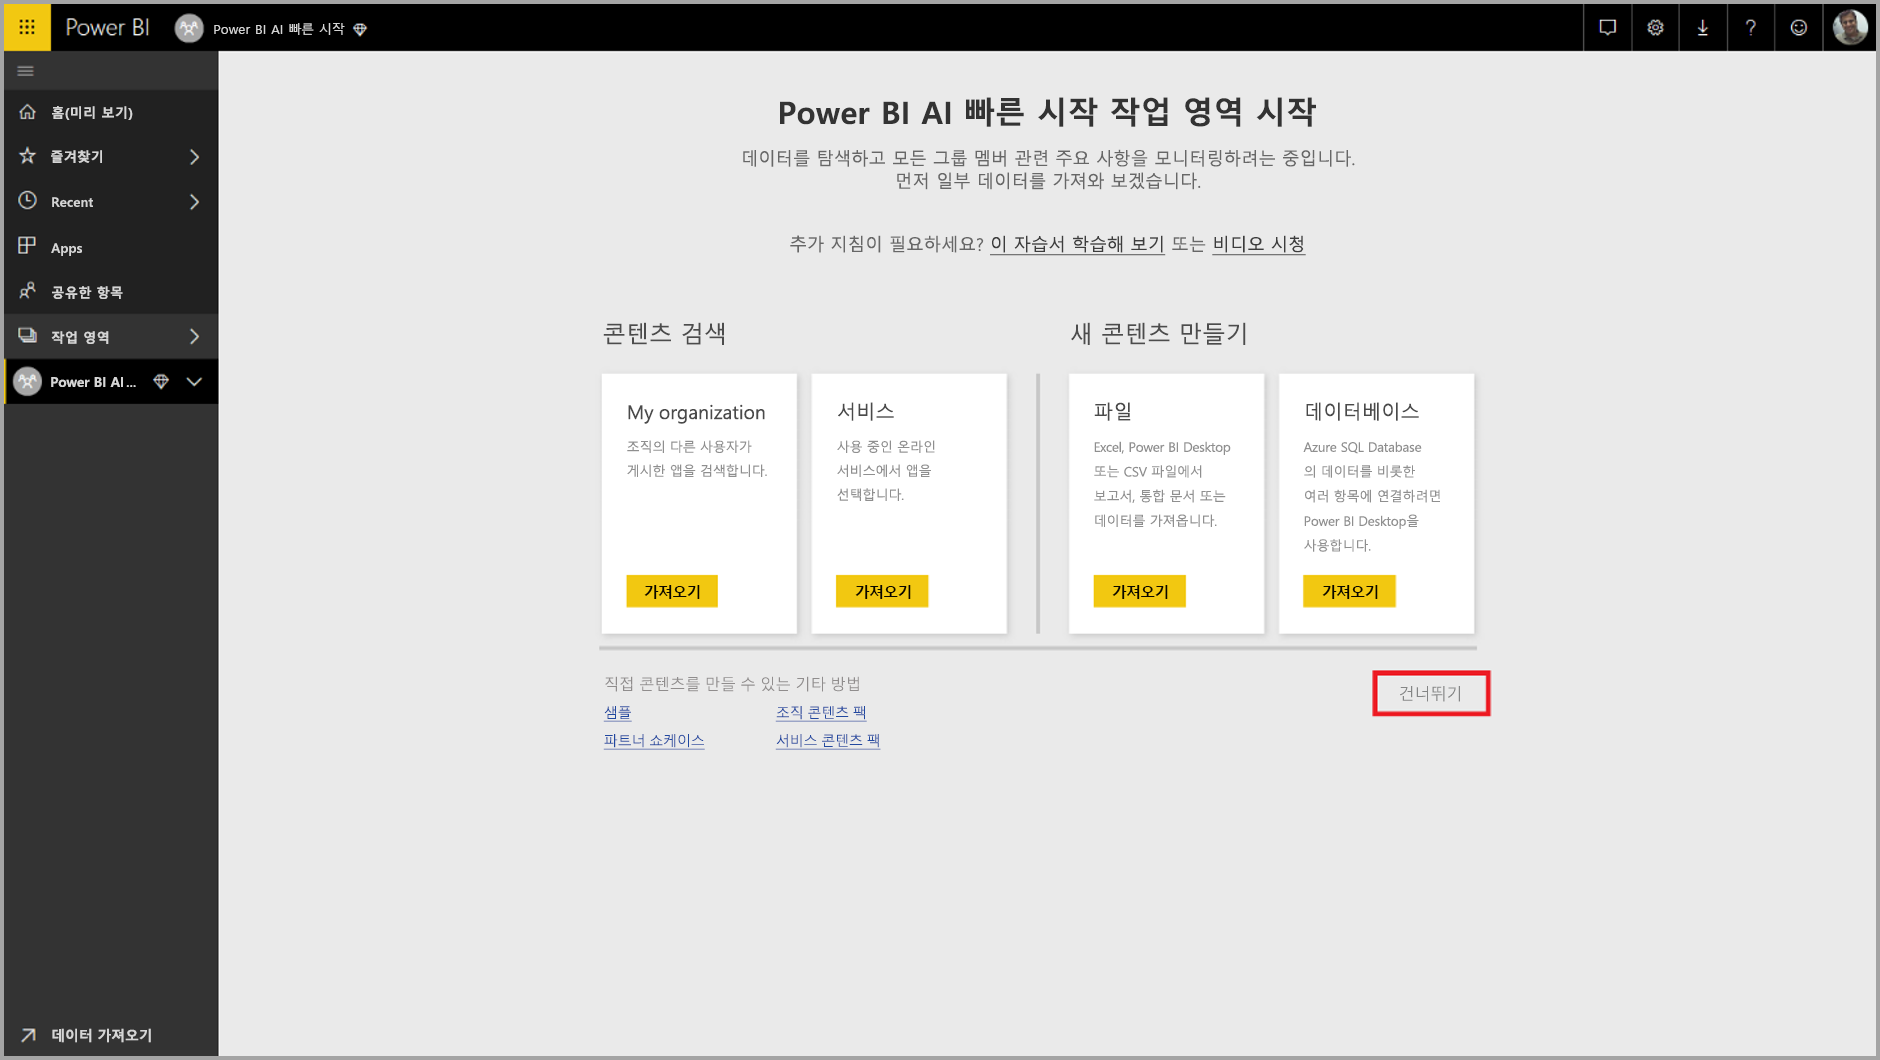 Power BI
Power BI AI 빠른 시작
홈(미리 보기)
즐겨찾기
Recent
Apps
공유한 항목
작업 영역
Power BI AI...
데이터 가져오기
Power BI AI 빠른 시작 작업 영역 시작
데이터를 탐색하고 모든 그룹 멤버 관련 주요 사항을 모니터링하려는 중입니다.
먼저 일부 데이터를 가져와 보겠습니다.
추가 지침이 필요하세요? 이 자습서 학습해 보기 또는 비디오 시청
콘텐츠 검색
My organization
조직의 다른 사용자가
게시한 앱을 검색합니다.
가져오기
서비스
사용 중인 온라인
서비스에서 앱을
선택합니다.
가져오기
새 콘텐츠 만들기
파일
Excel, Power BI Desktop
또는 CSV 파일에서
보고서, 통합 문서 또는
데이터를 가져옵니다.
가져오기
데이터베이스
Azure SQL Database
의 데이터를 비롯한
여러 항목에 연결하려면
Power BI Desktop을
사용합니다.
가져오기
직접 콘텐츠를 만들 수 있는 기타 방법
샘플
조직 콘텐츠 팩
파트너 쇼케이스
서비스 콘텐츠 팩
건너뛰기